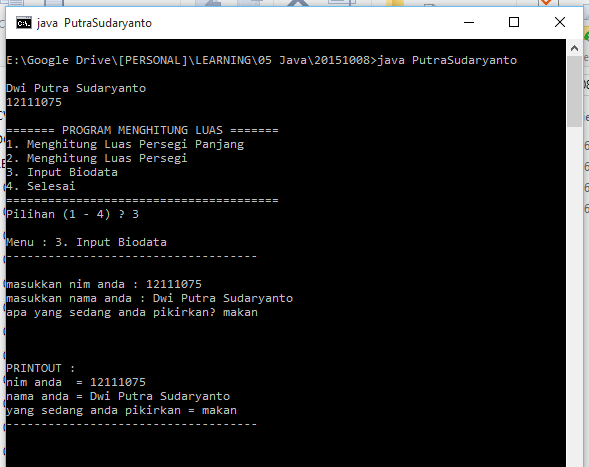 java PutraSudaryanto
E:\Google Drive\[PERSONAL]\LEARNING\05 Java\20151008>java PutraSudaryanto
Dwi Putra Sudaryanto
12111075
======= PROGRAM MENGHITUNG LUAS =======
1. Menghitung Luas Persegi Panjang
2. Menghitung Luas Persegi
3. Input Biodata
4. Selesai
=======================================
Pilihan (1 - 4) ? 3
Menu : 3. Input Biodata
------------------------------------
masukkan nim anda : 12111075
masukkan nama anda : Dwi Putra Sudaryanto
apa yang sedang anda pikirkan? makan
PRINTOUT :
nim anda  = 12111075
nama anda = Dwi Putra Sudaryanto
yang sedang anda pikirkan = makan
------------------------------------